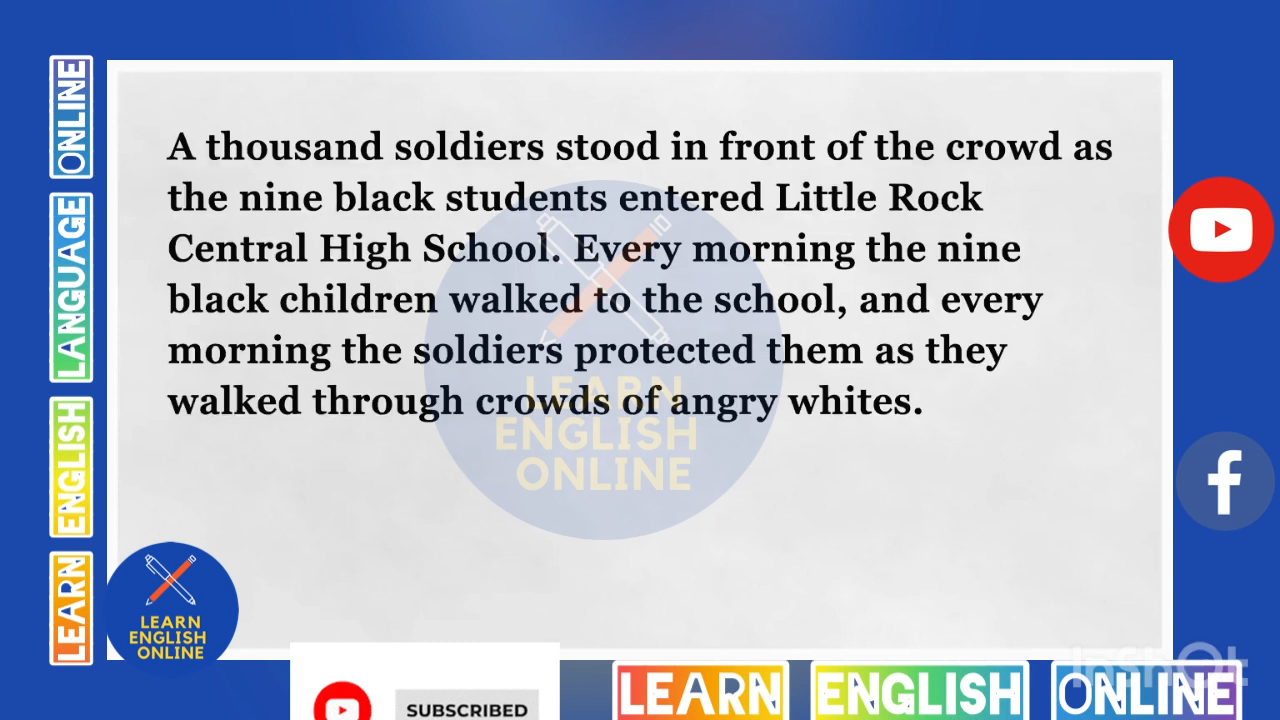 A thousand soldiers stood in front of the crowd as
the nine black students entered Little Rock
Central High School. Every morning the nine
black children walked to the school, and every
morning the soldiers protected them as they
walked through crowds of angry whites.
LEARN
ENGLISH
ONLINE
LEARN ENGLISH LANGUAGE ONLINE
LEARN
ENGLISH
ONLINE
SUBSCRIBED
LEARN ENGLISH ONLINE
InShot